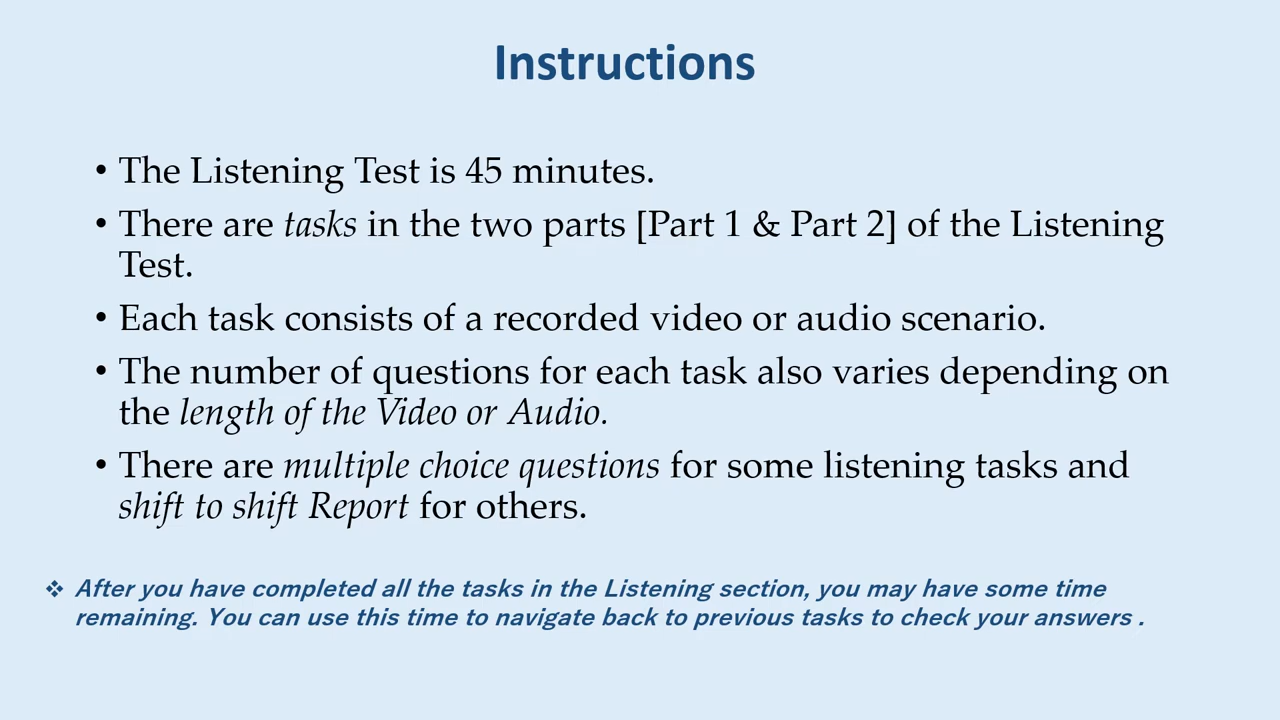 Instructions
• The Listening Test is 45 minutes.
• There are tasks in the two parts [Part 1 & Part 2] of the Listening
Test.
• Each task consists of a recorded video or audio scenario.
• The number of questions for each task also varies depending on
the length of the Video or Audio.
• There are multiple choice questions for some listening tasks and
shift to shift Report for others.
❖ After you have completed all the tasks in the Listening section, you may have some time
remaining. You can use this time to navigate back to previous tasks to check your answers .